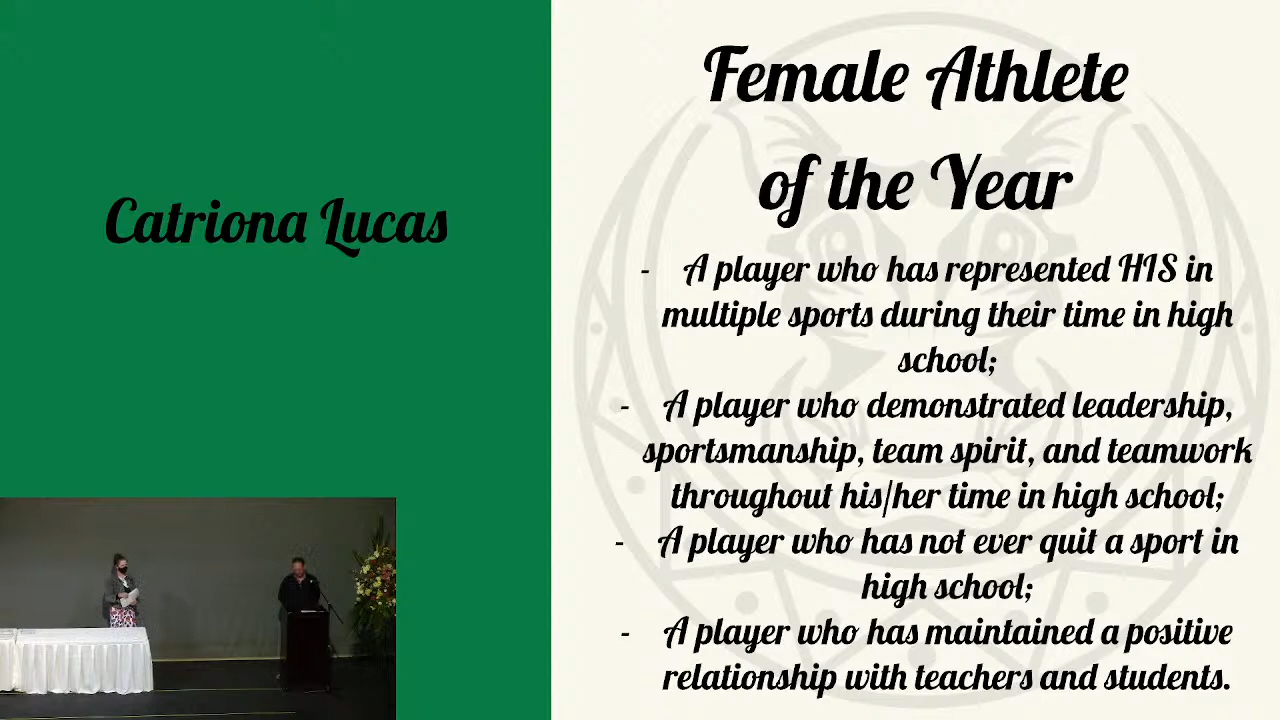 Catriona Lucas
Female Athlete
of the Year
- A player who has represented HIS in
multiple sports during their time in high
school;
- A player who demonstrated leadership,
sportsmanship, team spirit, and teamwork
throughout his/her time in high school;
- A player who has not ever quit a sport in
high school;
- A player who has maintained a positive
relationship with teachers and students.